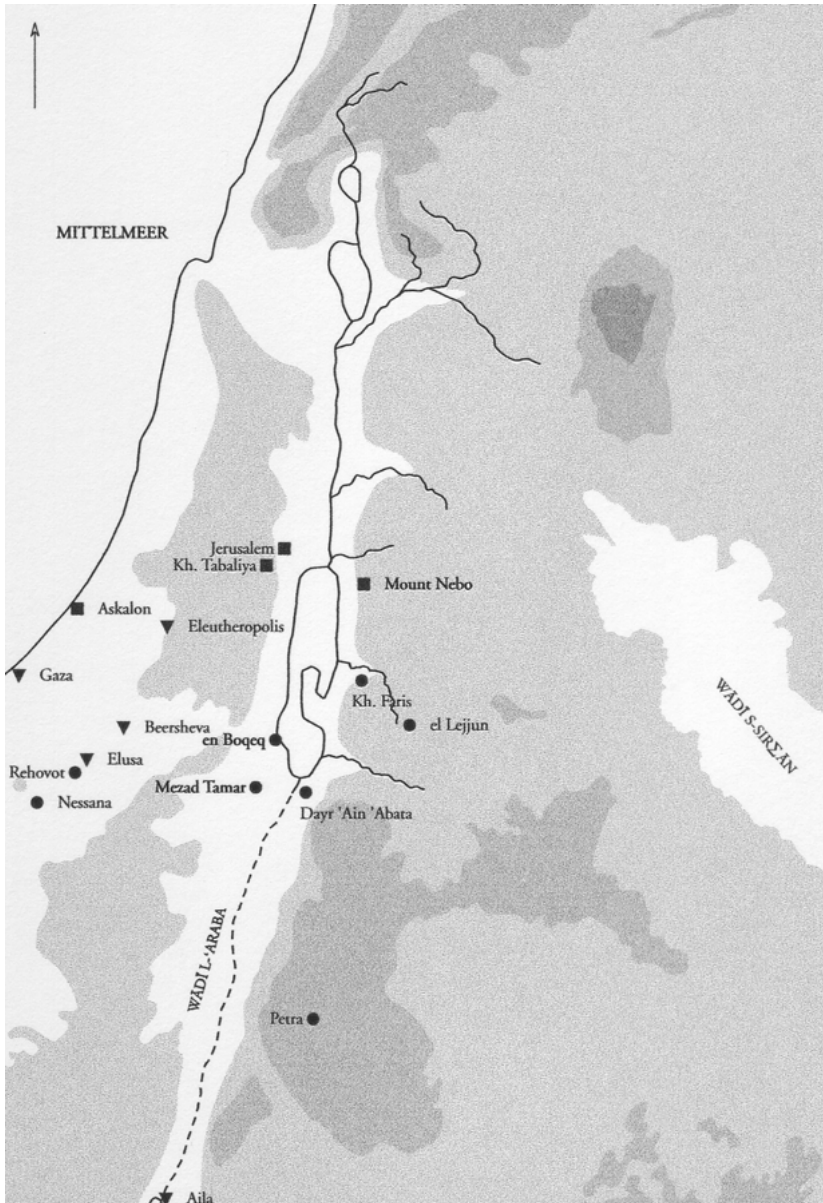 MITTELMEER
Jerusalem
Kh. Tabaliya
Mount Nebo
Askalon
Eleutheropolis
Gaza
Kh. Faris
WĀDĪ S-SIRΣĀN
Beersheva
el Lejjun
en Boqeq
Elusa
Rehovot
Mezad Tamar
Nessana
Dayr 'Ain 'Abata
WĀDĪ L-'ARABA
Petra
Aila